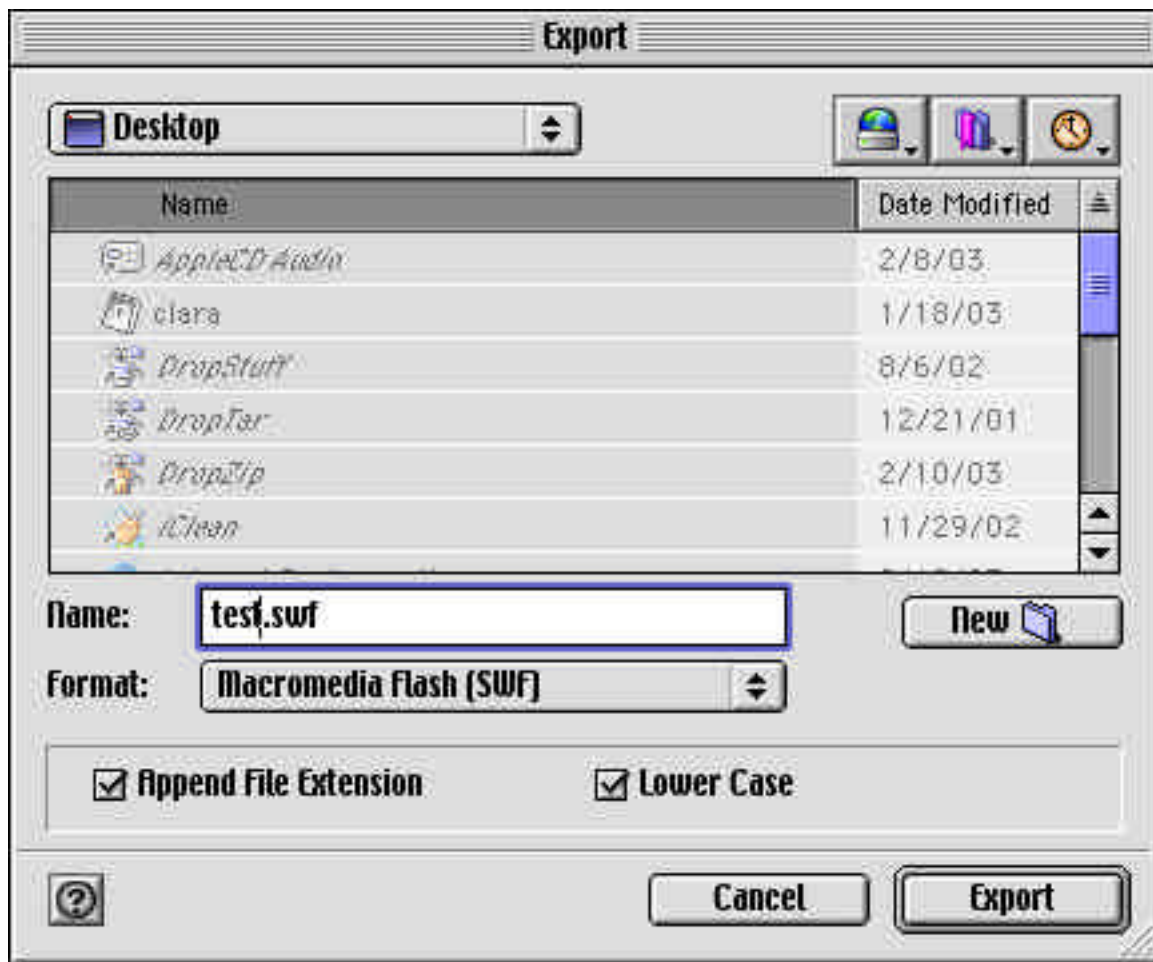 Export
Desktop
Name Date Modified
AppleCD Audio 2/8/03
clara 1/18/03
DropStuff 8/6/02
DropTar 12/21/01
DropZip 2/10/03
iClean 11/29/02
Name: test.swf New
Format: Macromedia Flash (SWF)
Append File Extension Lower Case
Cancel Export